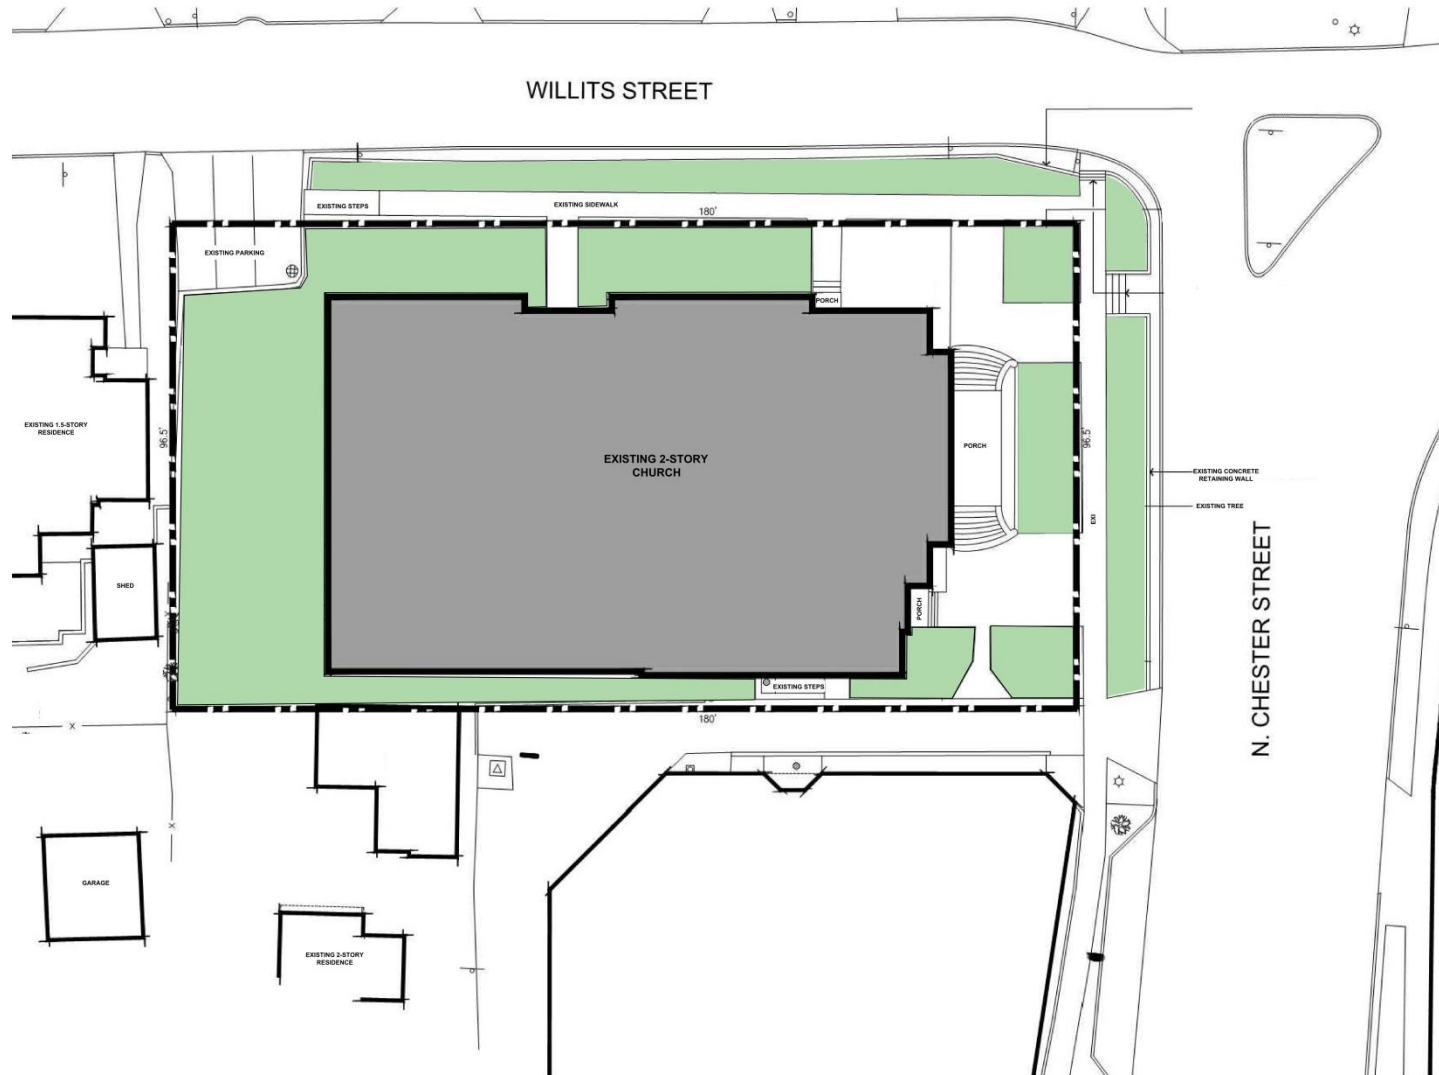 WILLITS STREET
EXISTING STEPS
EXISTING SIDEWALK
180'
EXISTING PARKING
PORCH
EXISTING 1.5-STORY
RESIDENCE
96.5'
EXISTING 2-STORY
CHURCH
PORCH
96.5'
EXISTING CONCRETE
RETAINING WALL
EXISTING TREE
EXI
N. CHESTER STREET
SHED
PORCH
EXISTING STEPS
180'
X
X
GARAGE
EXISTING 2-STORY
RESIDENCE